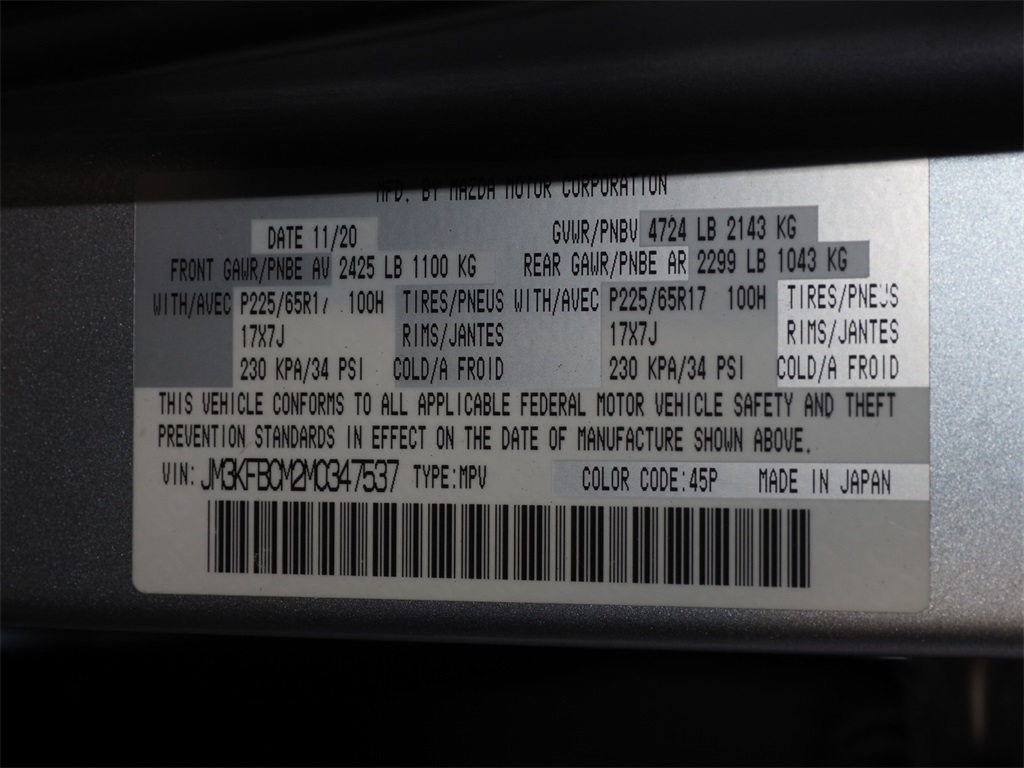 MFD. BY MAZDA MOTOR CORPORATION
DATE 11/20 GVWR/PNBV 4724 LB 2143 KG
FRONT GAWR/PNBE AV 2425 LB 1100 KG REAR GAWR/PNBE AR 2299 LB 1043 KG
WITH/AVEC P225/65R17 100H TIRES/PNEUS WITH/AVEC P225/65R17 100H TIRES/PNEUS
17X7J RIMS/JANTES 17X7J RIMS/JANTES
230 KPA/34 PSI COLD/A FROID 230 KPA/34 PSI COLD/A FROID
THIS VEHICLE CONFORMS TO ALL APPLICABLE FEDERAL MOTOR VEHICLE SAFETY AND THEFT
PREVENTION STANDARDS IN EFFECT ON THE DATE OF MANUFACTURE SHOWN ABOVE.
VIN: JM3KFBCM2M0347537 TYPE:MPV COLOR CODE:45P MADE IN JAPAN